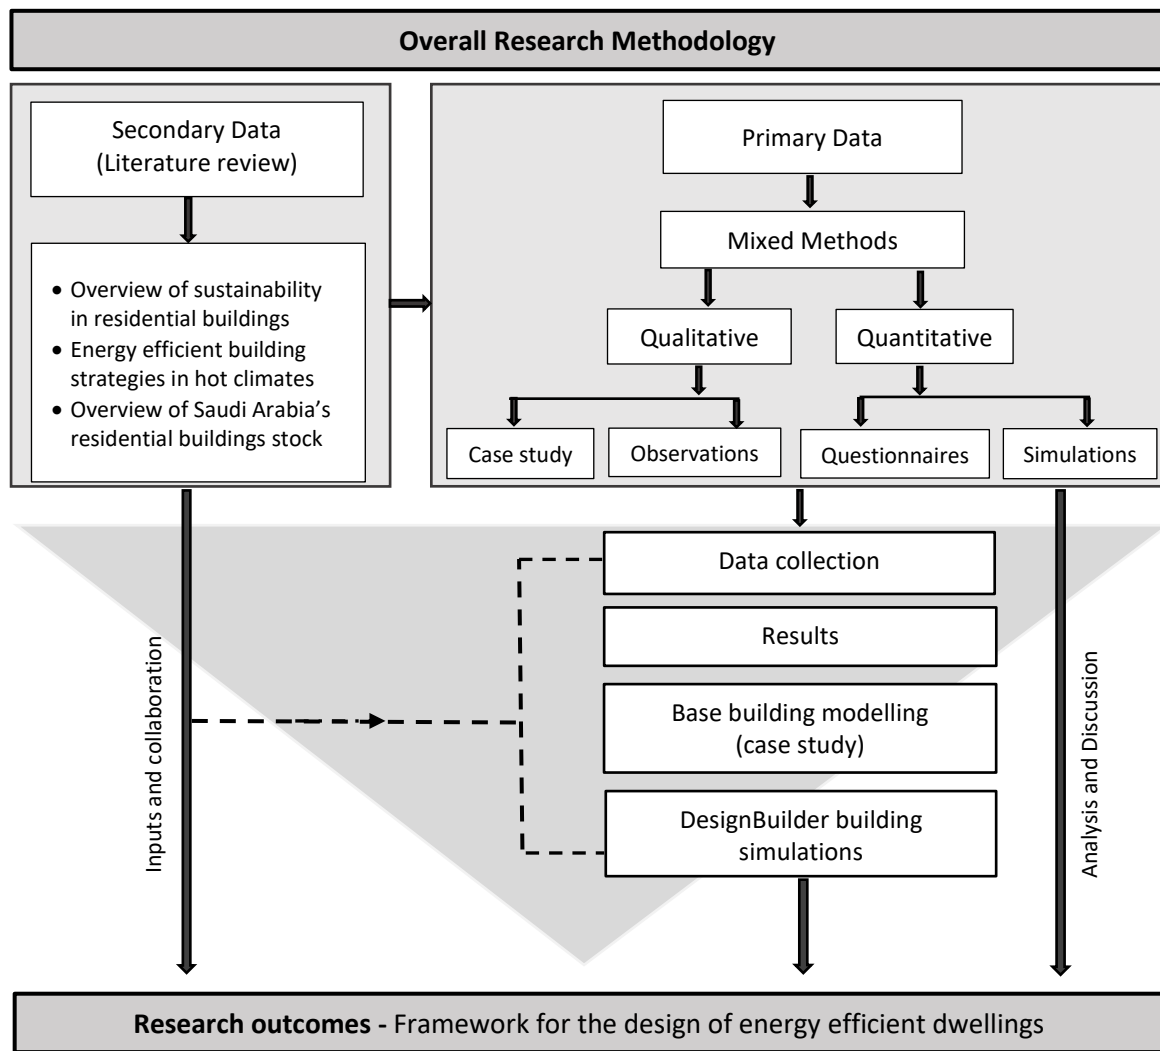 Overall Research Methodology
Secondary Data
(Literature review)
• Overview of sustainability
in residential buildings
• Energy efficient building
strategies in hot climates
• Overview of Saudi Arabia’s
residential buildings stock
Primary Data
Mixed Methods
Qualitative
Quantitative
Case study
Observations
Questionnaires
Simulations
Inputs and collaboration
Data collection
Results
Base building modelling
(case study)
DesignBuilder building
simulations
Analysis and Discussion
Research outcomes - Framework for the design of energy efficient dwellings